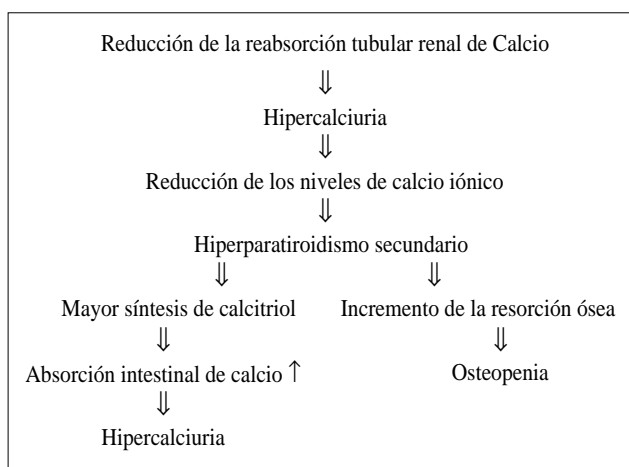 Reducción de la reabsorción tubular renal de Calcio
⇓
Hipercalciuria
⇓
Reducción de los niveles de calcio iónico
⇓
Hiperparatiroidismo secundario
⇓ ⇓
Mayor síntesis de calcitriol Incremento de la resorción ósea
⇓ ⇓
Absorción intestinal de calcio ↑ Osteopenia
⇓
Hipercalciuria